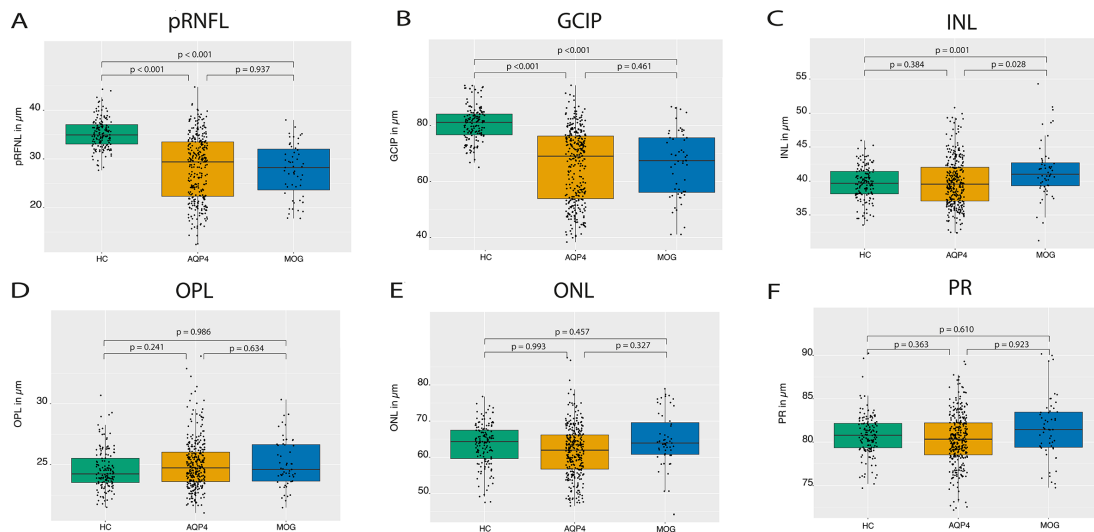 A
pRNFL
p < 0.001
p < 0.001
p = 0.937
40
30
20
pRFNL in μm
HC
AQP4
MOG
B
GCIP
p <0.001
p <0.001
p = 0.461
80
60
40
GCIP in μm
HC
AQP4
MOG
C
INL
p = 0.001
p = 0.384
p = 0.028
55
50
45
40
35
INL in μm
HC
AQP4
MOG
D
OPL
p = 0.986
p = 0.241
p = 0.634
30
25
OPL in μm
HC
AQP4
MOG
E
ONL
p = 0.457
p = 0.993
p = 0.327
80
70
60
50
ONL in μm
HC
AQP4
MOG
F
PR
p = 0.610
p = 0.363
p = 0.923
90
85
80
75
PR in μm
HC
AQP4
MOG